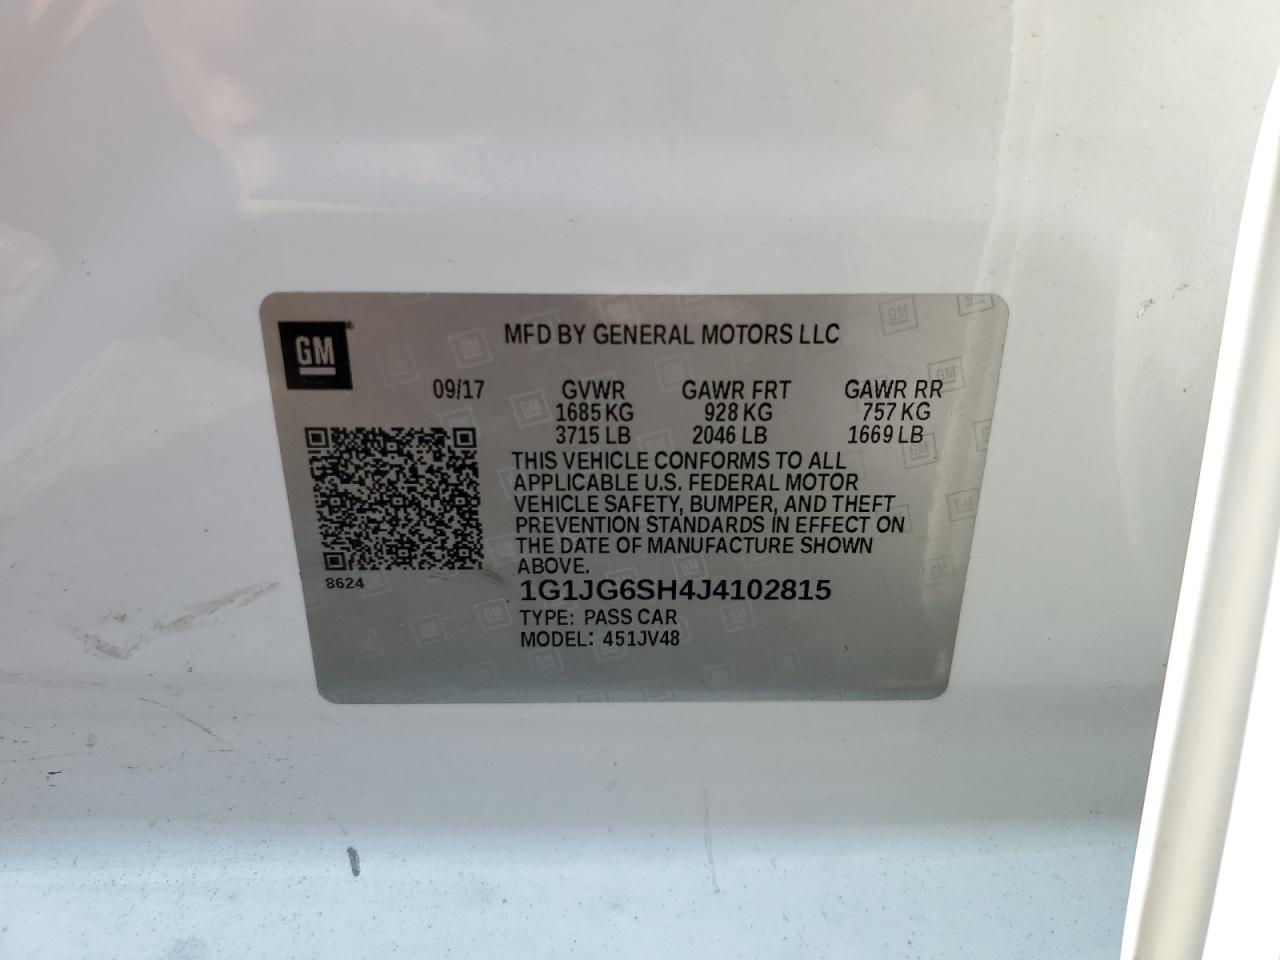 GM
MFD BY GENERAL MOTORS LLC
09/17 GVWR GAWR FRT GAWR RR
1685 KG 928 KG 757 KG
3715 LB 2046 LB 1669 LB
THIS VEHICLE CONFORMS TO ALL
APPLICABLE U.S. FEDERAL MOTOR
VEHICLE SAFETY, BUMPER, AND THEFT
PREVENTION STANDARDS IN EFFECT ON
THE DATE OF MANUFACTURE SHOWN
ABOVE.
8624
1G1JG6SH4J4102815
TYPE: PASS CAR
MODEL: 451JV48